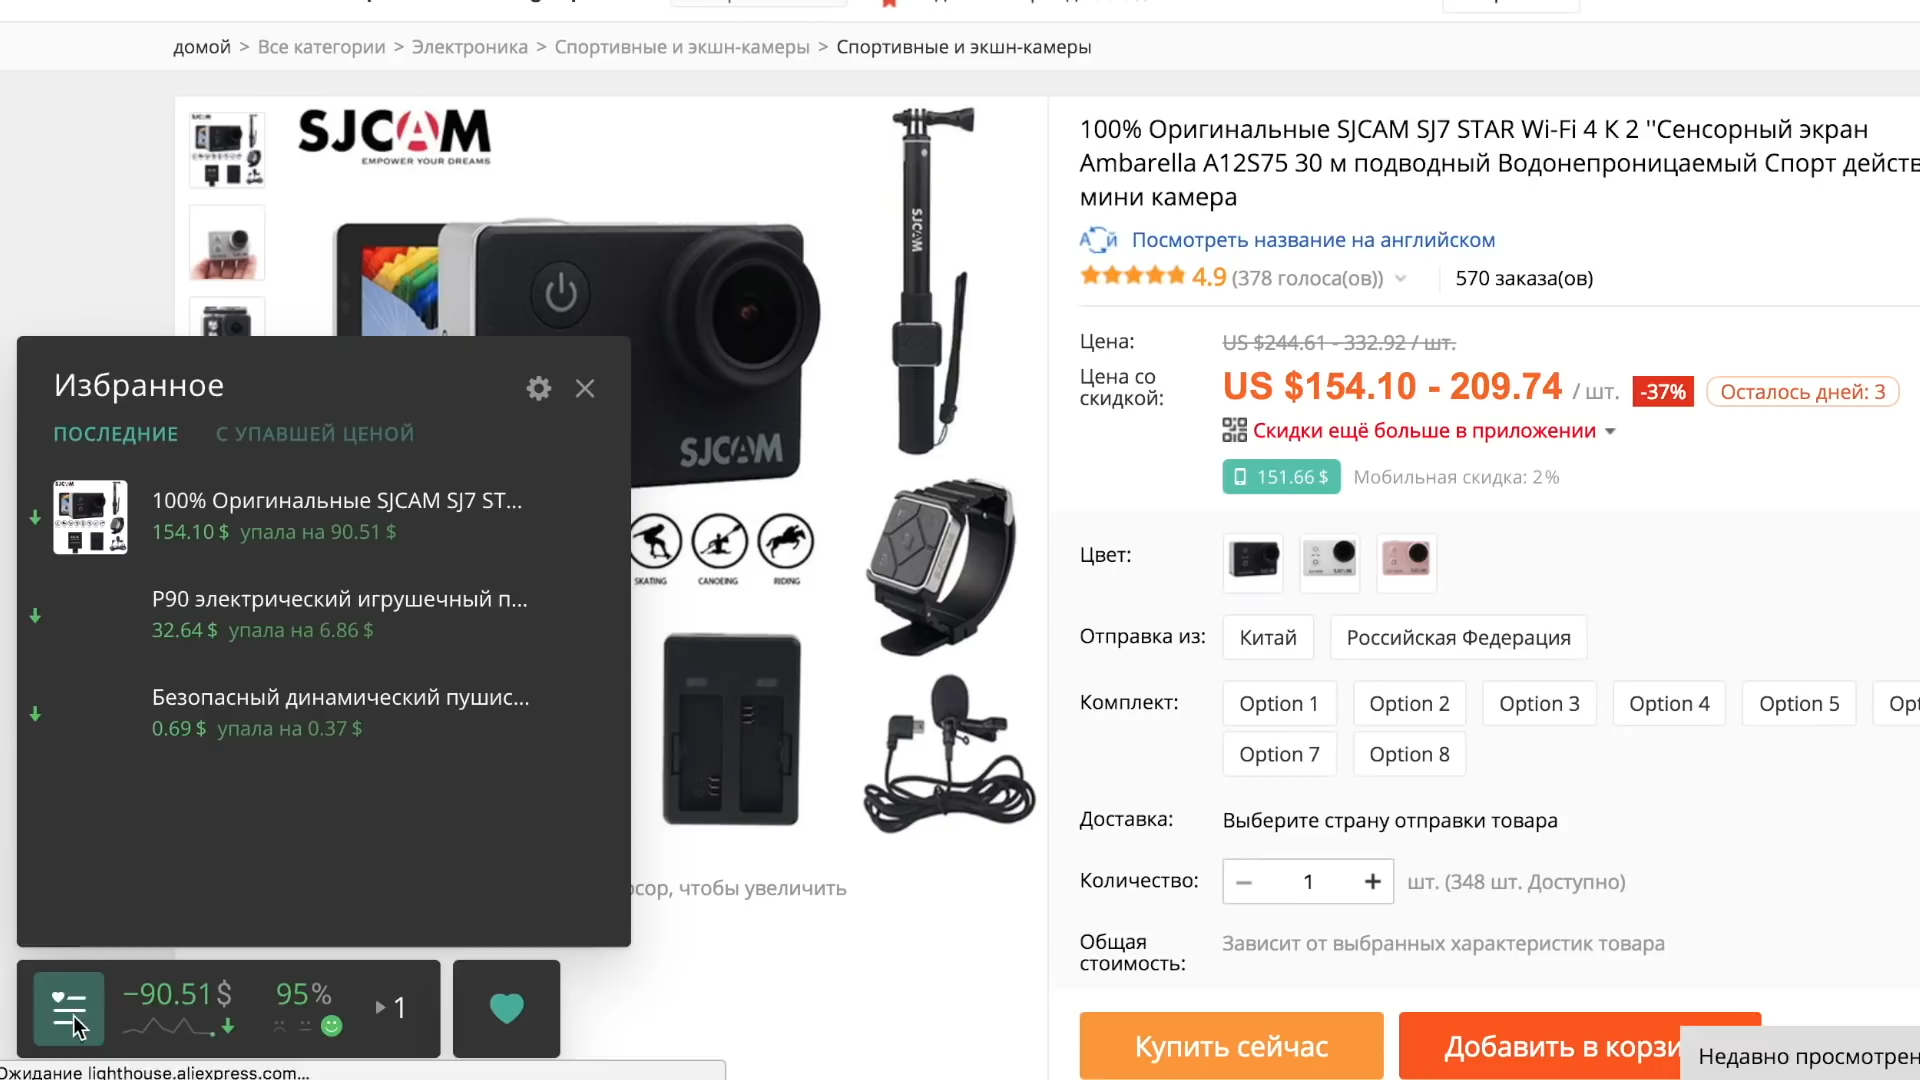 домой > Все категории > Электроника > Спортивные и экшн-камеры > Спортивные и экшн-камеры
SJCAM
EMPOWER YOUR DREAMS
SJCAM
SJCAM
SKATING CANOEING RIDING
сор, чтобы увеличить
100% Оригинальные SJCAM SJ7 STAR Wi-Fi 4 К 2 ''Сенсорный экран
Ambarella A12S75 30 м подводный Водонепроницаемый Спорт действ
мини камера
Посмотреть название на английском
4.9 (378 голоса(ов)) 570 заказа(ов)
Цена: US $244.61 - 332.92 / шт.
Цена со
скидкой: US $154.10 - 209.74 / шт. -37% Осталось дней: 3
Скидки ещё больше в приложении
151.66 $ Мобильная скидка: 2%
Цвет:
Отправка из: Китай Российская Федерация
Комплект: Option 1 Option 2 Option 3 Option 4 Option 5 Opt
Option 7 Option 8
Доставка: Выберите страну отправки товара
Количество: − 1 + шт. (348 шт. Доступно)
Общая
стоимость: Зависит от выбранных характеристик товара
Купить сейчас Добавить в корзи
Недавно просмотрен
Избранное
ПОСЛЕДНИЕ С УПАВШЕЙ ЦЕНОЙ
100% Оригинальные SJCAM SJ7 ST...
154.10 $ упала на 90.51 $
P90 электрический игрушечный п...
32.64 $ упала на 6.86 $
Безопасный динамический пушис...
0.69 $ упала на 0.37 $
−90.51$ 95% 1
Ожидание lighthouse.aliexpress.com...